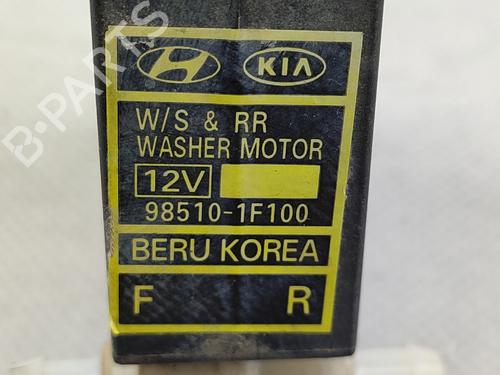 B-PARTS
KIA
W/S & RR
WASHER MOTOR
12V
98510-1F100
BERU KOREA
F R